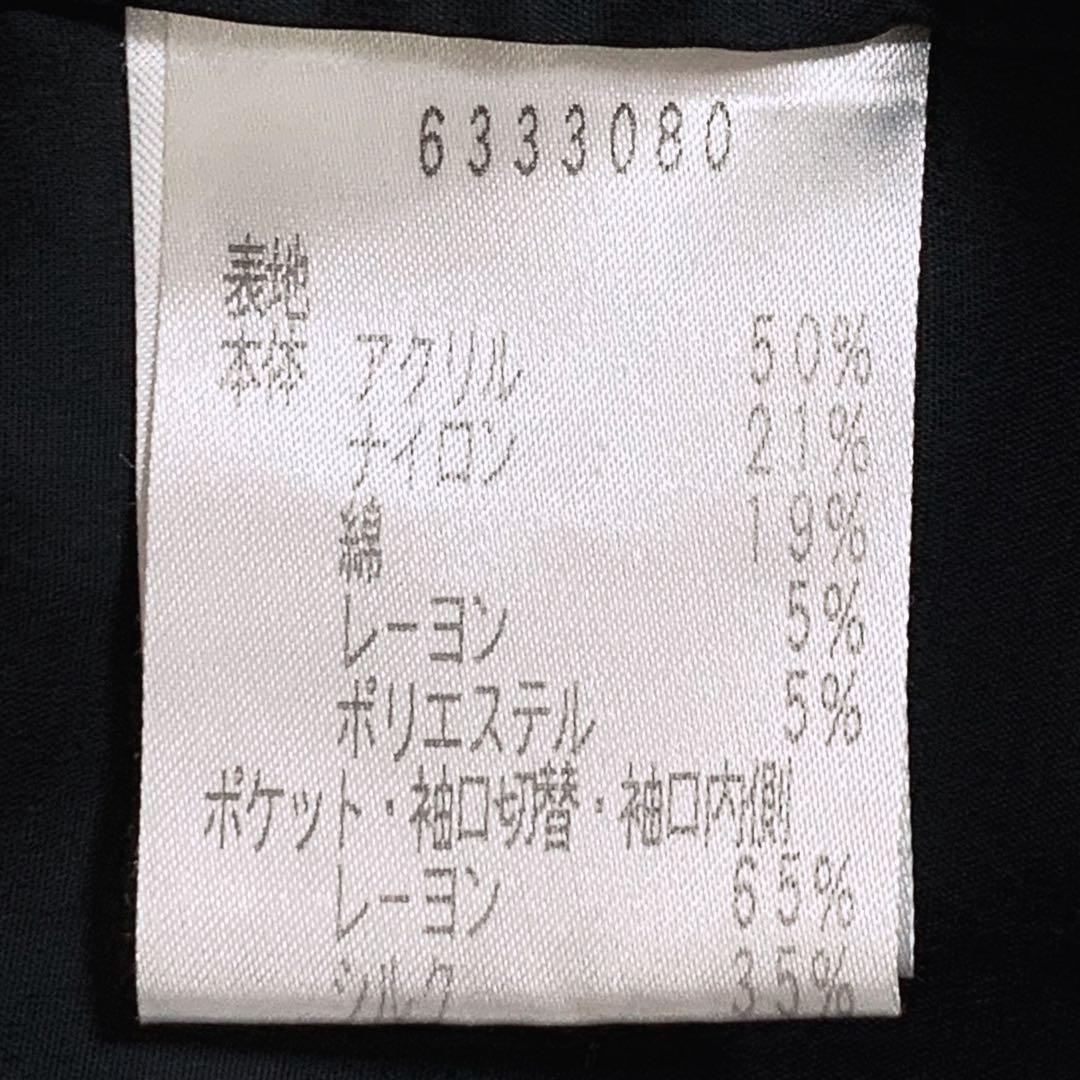 6333080
表地
本体 アクリル 50%
ナイロン 21%
綿 19%
レーヨン 5%
ポリエステル 5%
ポケット・袖口切替・袖口内側
レーヨン 65%
シルク 35%